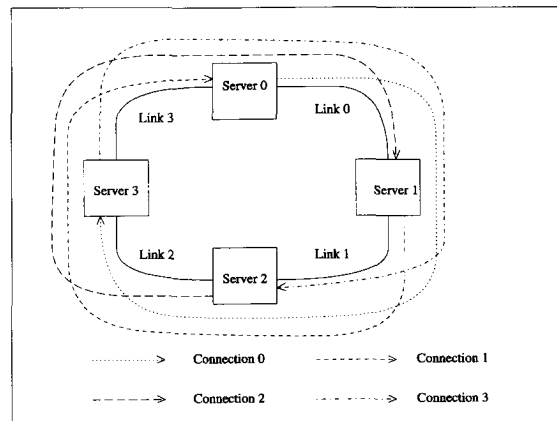 Server 0
Link 3
Link 0
Server 3
Server 1
Link 2
Link 1
Server 2
Connection 0
Connection 1
Connection 2
Connection 3